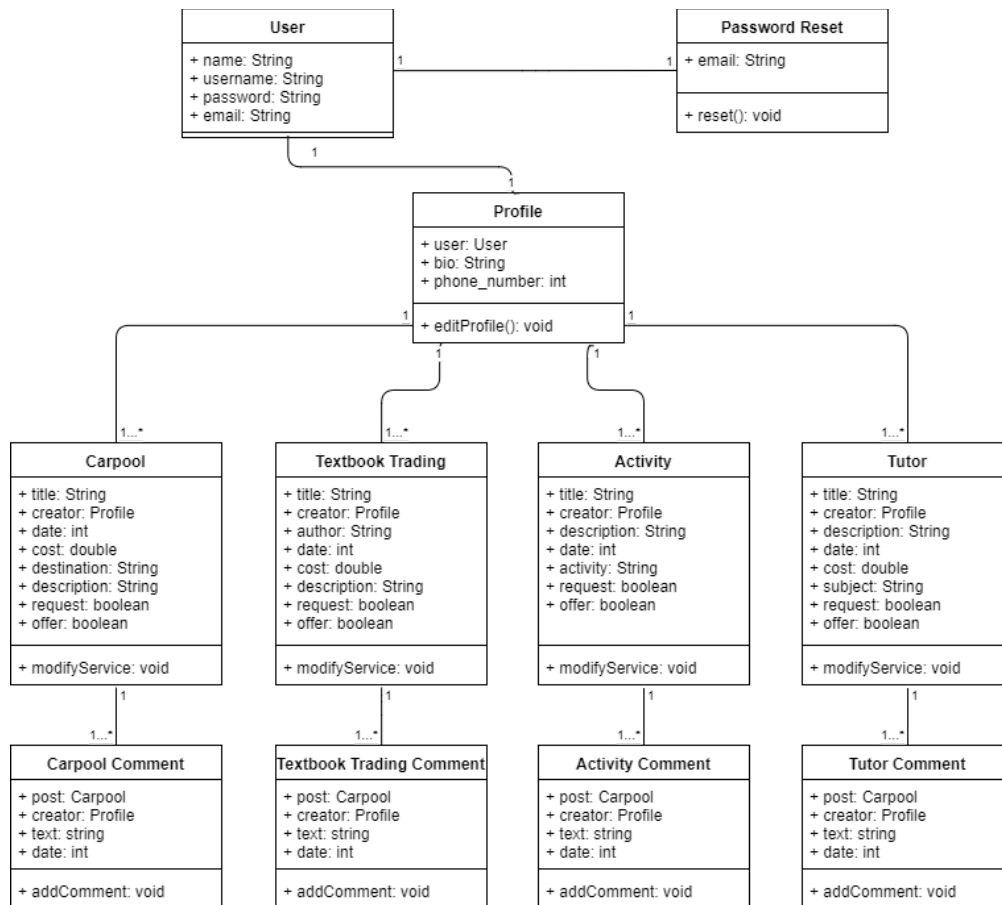 User
+ name: String
+ username: String
+ password: String
+ email: String
Password Reset
+ email: String
+ reset(): void
1
1
1
1
Profile
+ user: User
+ bio: String
+ phone_number: int
+ editProfile(): void
1
1
1
1
1...*
1...*
1...*
1...*
Carpool
+ title: String
+ creator: Profile
+ date: int
+ cost: double
+ destination: String
+ description: String
+ request: boolean
+ offer: boolean
+ modifyService: void
Textbook Trading
+ title: String
+ creator: Profile
+ author: String
+ date: int
+ cost: double
+ description: String
+ request: boolean
+ offer: boolean
+ modifyService: void
Activity
+ title: String
+ creator: Profile
+ description: String
+ date: int
+ activity: String
+ request: boolean
+ offer: boolean
+ modifyService: void
Tutor
+ title: String
+ creator: Profile
+ description: String
+ date: int
+ cost: double
+ subject: String
+ request: boolean
+ offer: boolean
+ modifyService: void
1
1
1
1
1...*
1...*
1...*
1...*
Carpool Comment
+ post: Carpool
+ creator: Profile
+ text: string
+ date: int
+ addComment: void
Textbook Trading Comment
+ post: Carpool
+ creator: Profile
+ text: string
+ date: int
+ addComment: void
Activity Comment
+ post: Carpool
+ creator: Profile
+ text: string
+ date: int
+ addComment: void
Tutor Comment
+ post: Carpool
+ creator: Profile
+ text: string
+ date: int
+ addComment: void